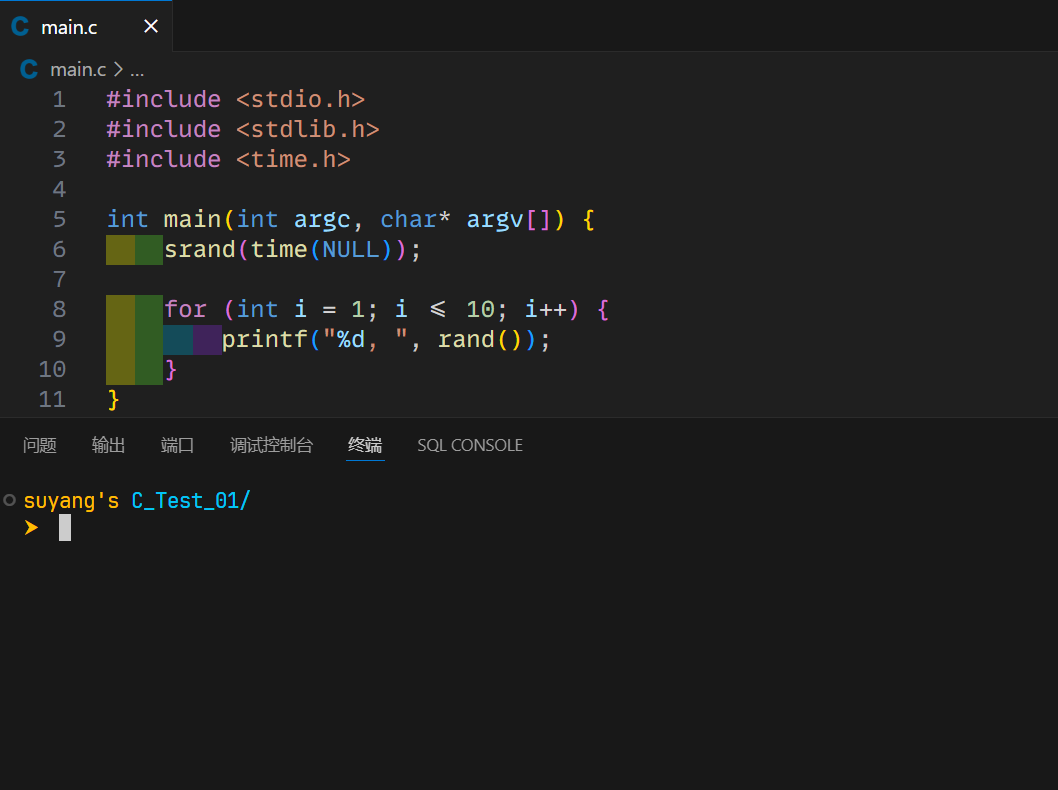 C main.c ×
C main.c > ...
1 #include <stdio.h>
2 #include <stdlib.h>
3 #include <time.h>
4
5 int main(int argc, char* argv[]) {
6     srand(time(NULL));
7
8     for (int i = 1; i ≤ 10; i++) {
9         printf("%d, ", rand());
10     }
11 }
问题 输出 端口 调试控制台 终端 SQL CONSOLE
suyang's C_Test_01/
➤